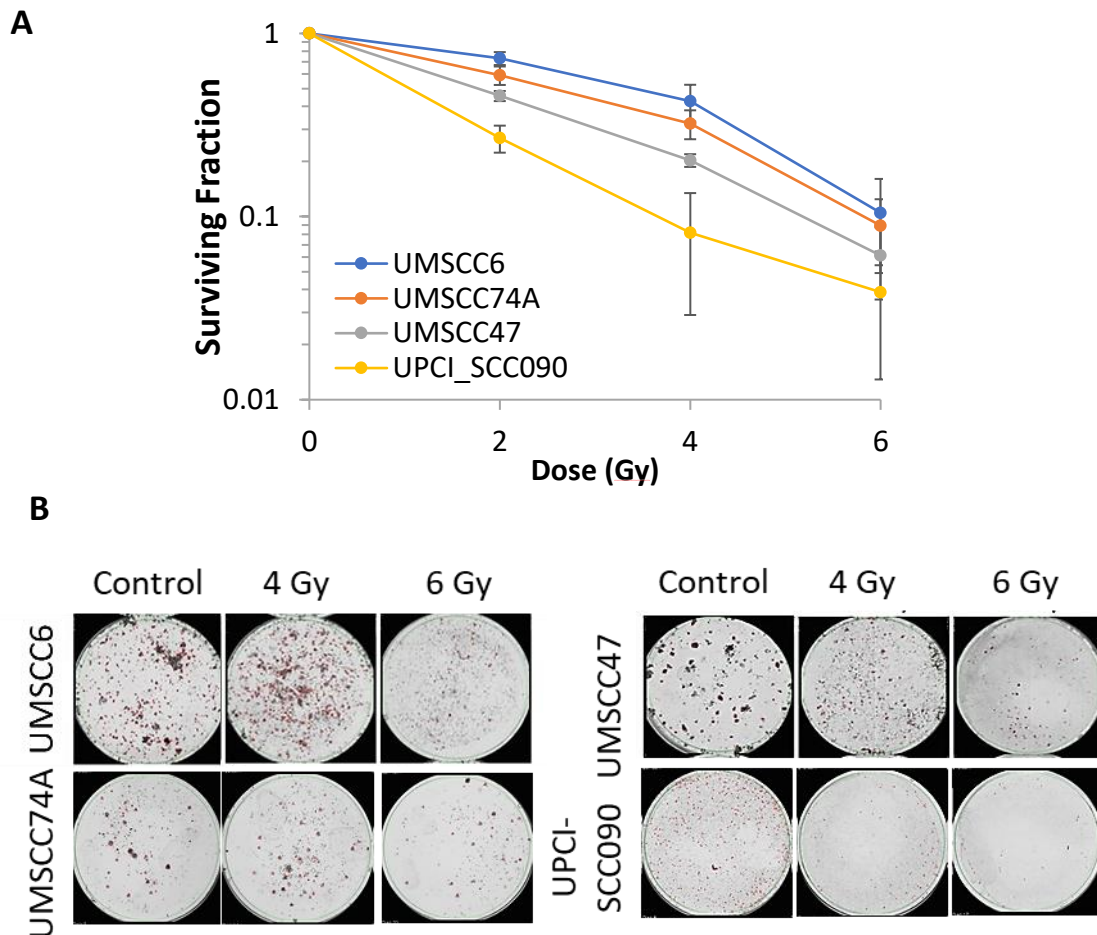 A
1
0.1
0.01
Surviving Fraction
UMSCC6
UMSCC74A
UMSCC47
UPCI_SCC090
0 2 4 6
Dose (Gy)
B
Control 4 Gy 6 Gy
UMSCC6
UMSCC74A
Control 4 Gy 6 Gy
UMSCC47
UPCI-
SCC090